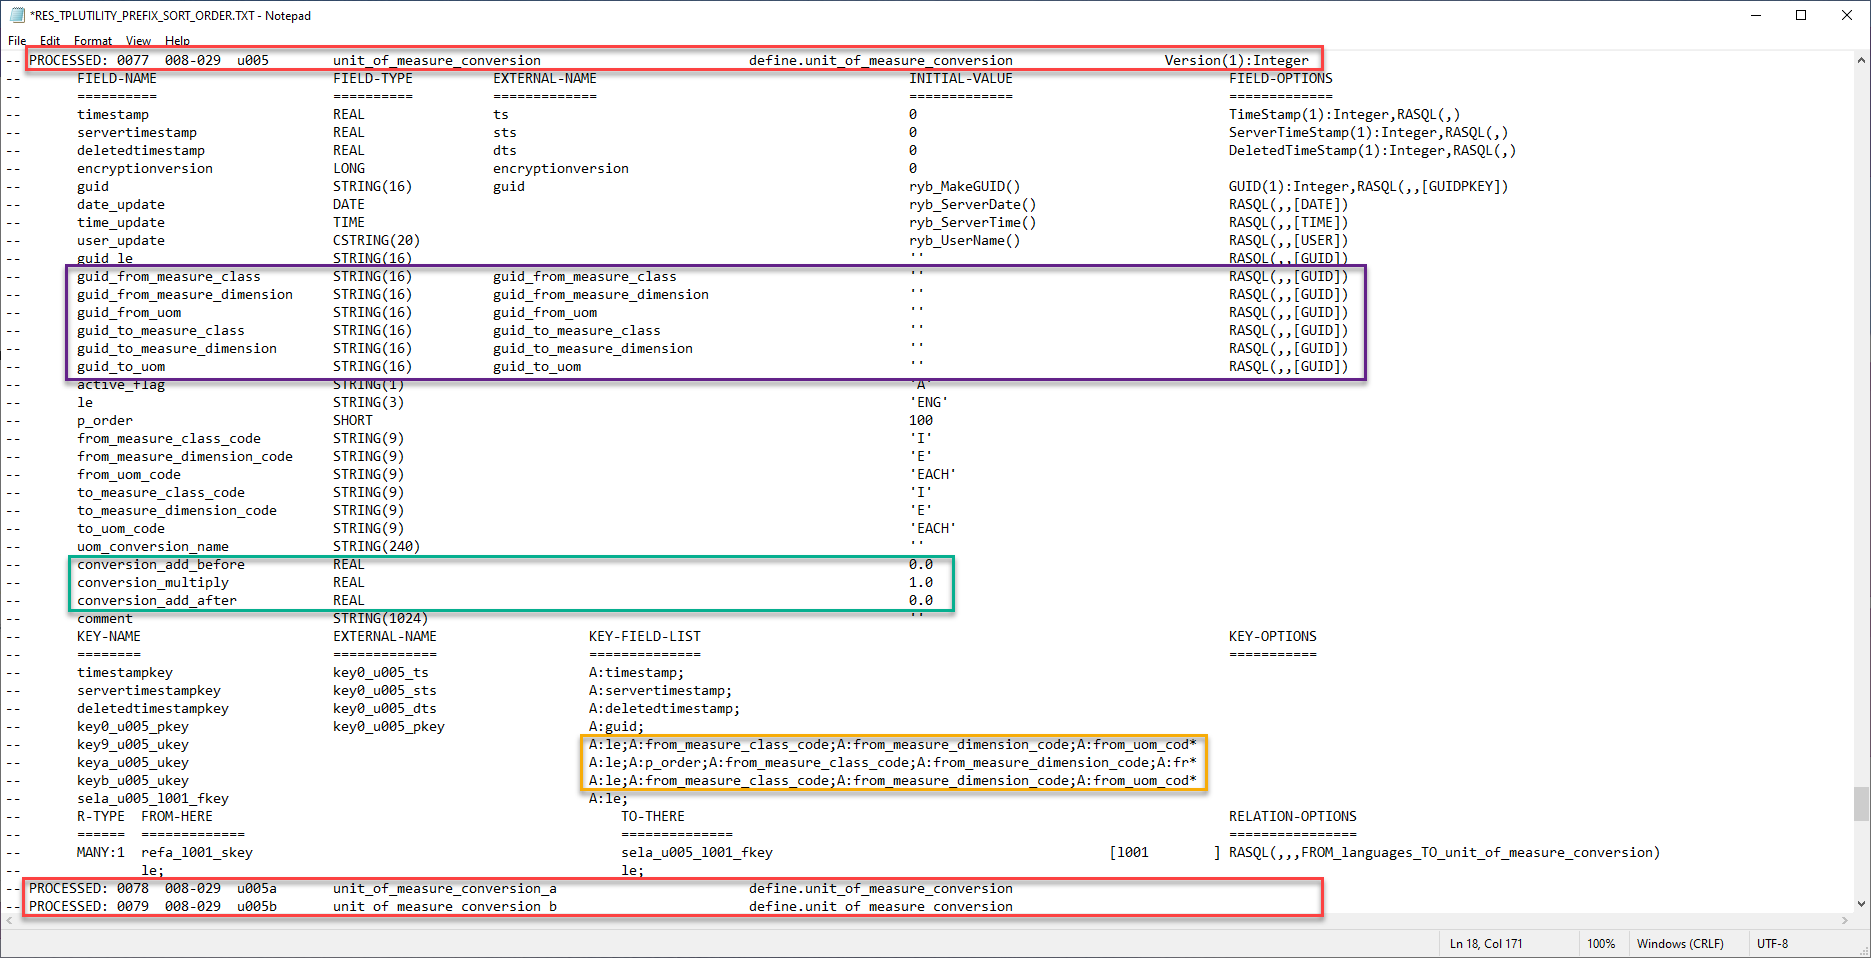 *RES_TPLUTILITY_PREFIX_SORT_ORDER.TXT - Notepad
File Edit Format View Help
-- PROCESSED: 0077 008-029 u005 unit_of_measure_conversion define.unit_of_measure_conversion Version(1):Integer
-- FIELD-NAME FIELD-TYPE EXTERNAL-NAME INITIAL-VALUE FIELD-OPTIONS
-- ========== ========== ============= ============= =============
-- timestamp REAL ts 0 TimeStamp(1):Integer,RASQL(,)
-- servertimestamp REAL sts 0 ServerTimeStamp(1):Integer,RASQL(,)
-- deletedtimestamp REAL dts 0 DeletedTimeStamp(1):Integer,RASQL(,)
-- encryptionversion LONG encryptionversion 0
-- guid STRING(16) guid ryb_MakeGUID() GUID(1):Integer,RASQL(,,[GUIDPKEY])
-- date_update DATE ryb_ServerDate() RASQL(,,[DATE])
-- time_update TIME ryb_ServerTime() RASQL(,,[TIME])
-- user_update CSTRING(20) ryb_UserName() RASQL(,,[USER])
-- guid_le STRING(16) '' RASQL(,,[GUID])
-- guid_from_measure_class STRING(16) guid_from_measure_class '' RASQL(,,[GUID])
-- guid_from_measure_dimension STRING(16) guid_from_measure_dimension '' RASQL(,,[GUID])
-- guid_from_uom STRING(16) guid_from_uom '' RASQL(,,[GUID])
-- guid_to_measure_class STRING(16) guid_to_measure_class '' RASQL(,,[GUID])
-- guid_to_measure_dimension STRING(16) guid_to_measure_dimension '' RASQL(,,[GUID])
-- guid_to_uom STRING(16) guid_to_uom '' RASQL(,,[GUID])
-- active_flag STRING(1) 'A'
-- le STRING(3) 'ENG'
-- p_order SHORT 100
-- from_measure_class_code STRING(9) 'I'
-- from_measure_dimension_code STRING(9) 'E'
-- from_uom_code STRING(9) 'EACH'
-- to_measure_class_code STRING(9) 'I'
-- to_measure_dimension_code STRING(9) 'E'
-- to_uom_code STRING(9) 'EACH'
-- uom_conversion_name STRING(240) ''
-- conversion_add_before REAL 0.0
-- conversion_multiply REAL 1.0
-- conversion_add_after REAL 0.0
-- comment STRING(1024) ''
-- KEY-NAME EXTERNAL-NAME KEY-FIELD-LIST KEY-OPTIONS
-- ======== ============= ============== ===========
-- timestampkey key0_u005_ts A:timestamp;
-- servertimestampkey key0_u005_sts A:servertimestamp;
-- deletedtimestampkey key0_u005_dts A:deletedtimestamp;
-- key0_u005_pkey key0_u005_pkey A:guid;
-- key9_u005_ukey A:le;A:from_measure_class_code;A:from_measure_dimension_code;A:from_uom_cod*
-- keya_u005_ukey A:le;A:p_order;A:from_measure_class_code;A:from_measure_dimension_code;A:fr*
-- keyb_u005_ukey A:le;A:from_measure_class_code;A:from_measure_dimension_code;A:from_uom_cod*
-- sela_u005_l001_fkey A:le;
-- R-TYPE FROM-HERE TO-THERE RELATION-OPTIONS
-- ====== ============= ============== ================
-- MANY:1 refa_l001_skey sela_u005_l001_fkey [l001 ] RASQL(,,,FROM_languages_TO_unit_of_measure_conversion)
-- le; le;
-- PROCESSED: 0078 008-029 u005a unit_of_measure_conversion_a define.unit_of_measure_conversion
-- PROCESSED: 0079 008-029 u005b unit_of_measure_conversion_b define.unit_of_measure_conversion
Ln 18, Col 171 100% Windows (CRLF) UTF-8